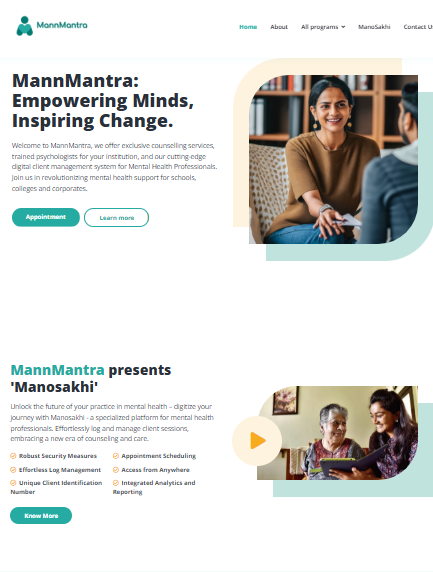 MannMantra
Home About All programs ManoSakhi Contact U
MannMantra:
Empowering Minds,
Inspiring Change.
Welcome to MannMantra, we offer exclusive counselling services,
trained psychologists for your institution, and our cutting-edge
digital client management system for Mental Health Professionals.
Join us in revolutionizing mental health support for schools,
colleges and corporates.
Appointment Learn more
MannMantra presents
'Manosakhi'
Unlock the future of your practice in mental health – digitize your
journey with Manosakhi - a specialized platform for mental health
professionals. Effortlessly log and manage client sessions,
embracing a new era of counseling and care.
Robust Security Measures Appointment Scheduling
Effortless Log Management Access from Anywhere
Unique Client Identification Integrated Analytics and
Number Reporting
Know More